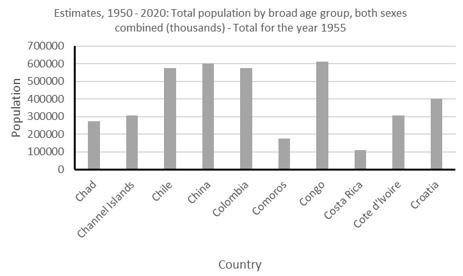 Estimates, 1950 - 2020: Total population by broad age group, both sexes
combined (thousands) - Total for the year 1955
700000
600000
500000
400000
300000
200000
100000
0
Population
Chad
Channel Islands
Chile
China
Colombia
Comoros
Congo
Costa Rica
Cote d'Ivoire
Croatia
Country